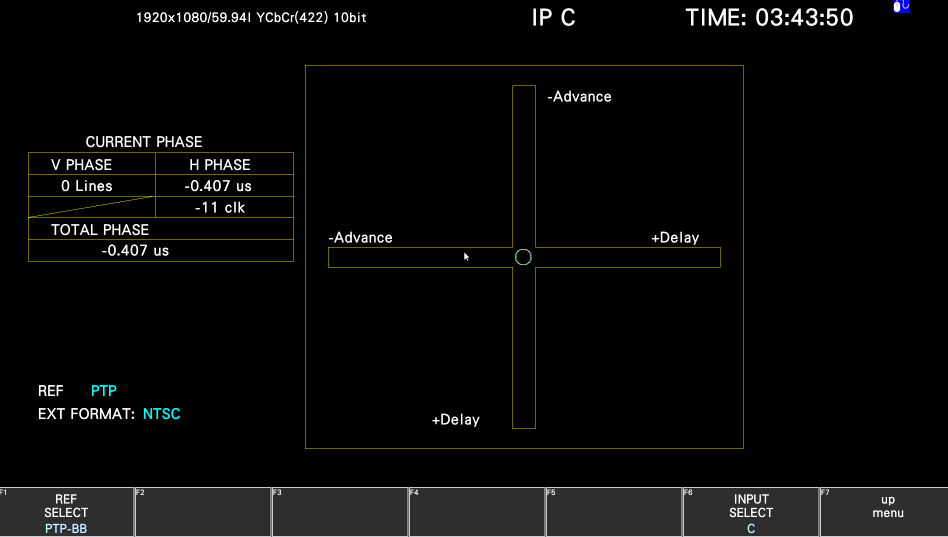 1920x1080/59.94I YCbCr(422) 10bit
IP C
TIME: 03:43:50
-Advance
CURRENT PHASE
V PHASE H PHASE
0 Lines -0.407 us
-11 clk
TOTAL PHASE
-0.407 us
-Advance
+Delay
REF PTP
EXT FORMAT: NTSC
+Delay
F1 REF
SELECT
PTP-BB
F2
F3
F4
F5
F6 INPUT
SELECT
C
F7 up
menu